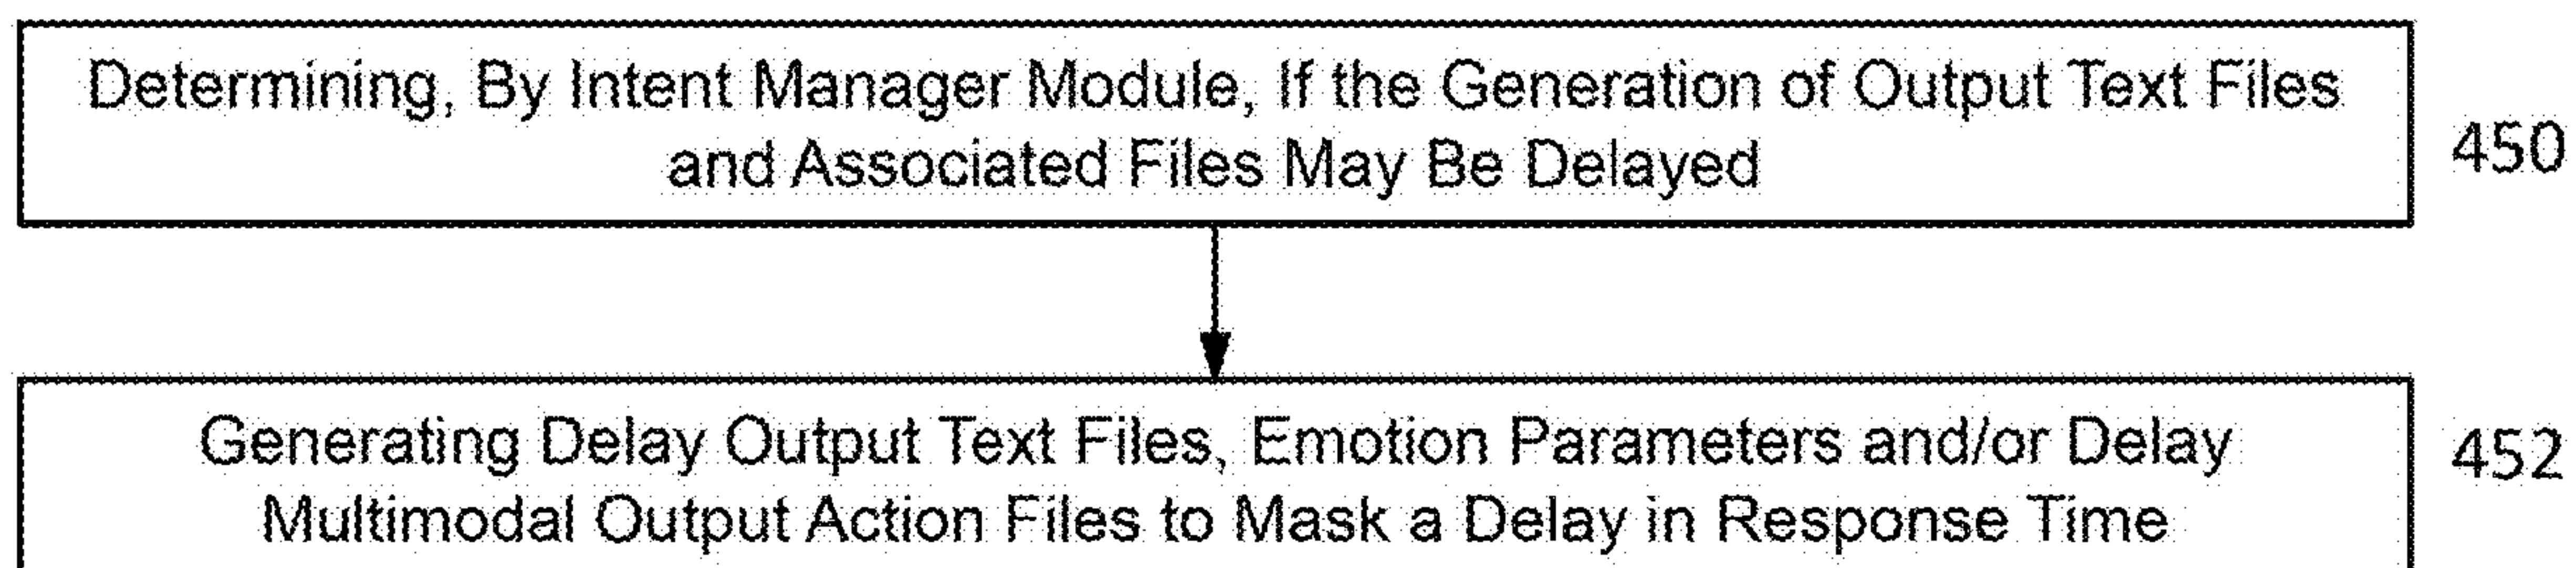 Determining, By Intent Manager Module, If the Generation of Output Text Files
and Associated Files May Be Delayed
450
Generating Delay Output Text Files, Emotion Parameters and/or Delay
Multimodal Output Action Files to Mask a Delay in Response Time
452